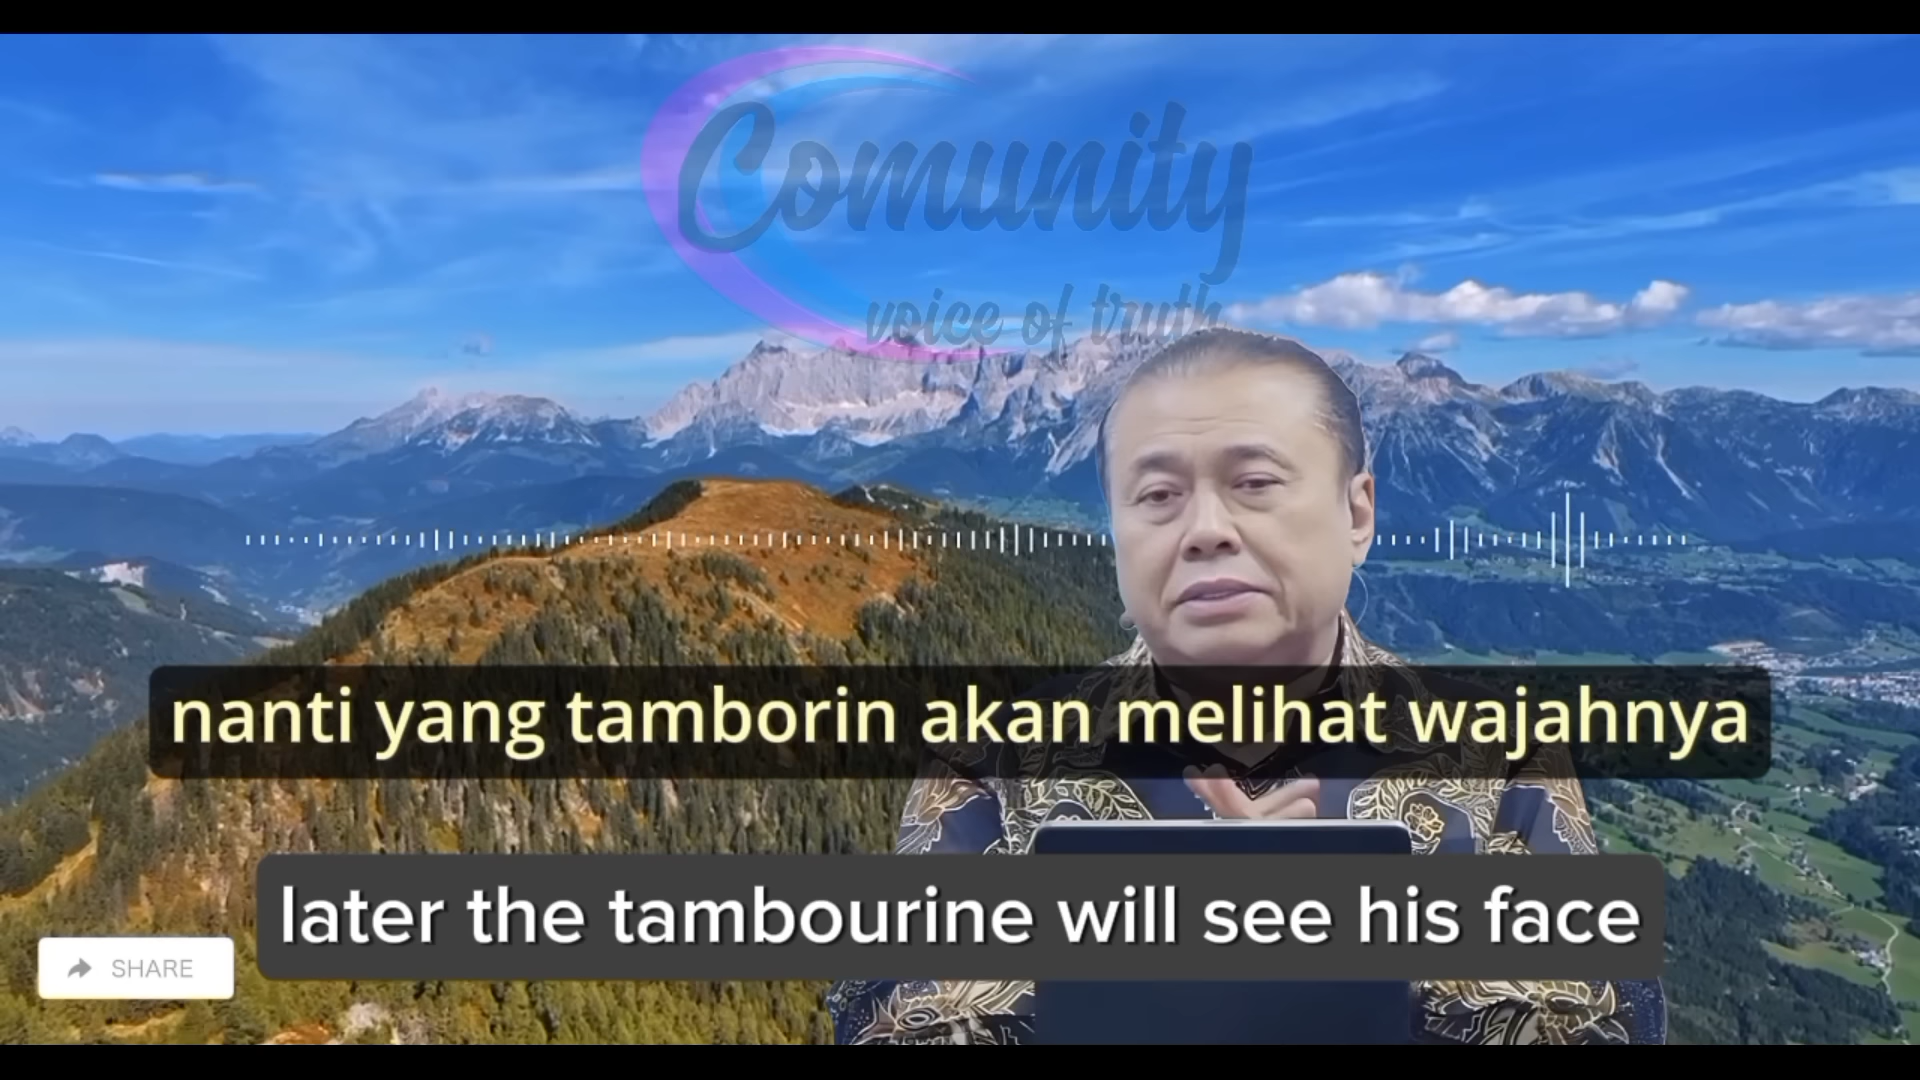 Comunity
voice of truth
nanti yang tamborin akan melihat wajahnya
later the tambourine will see his face
SHARE